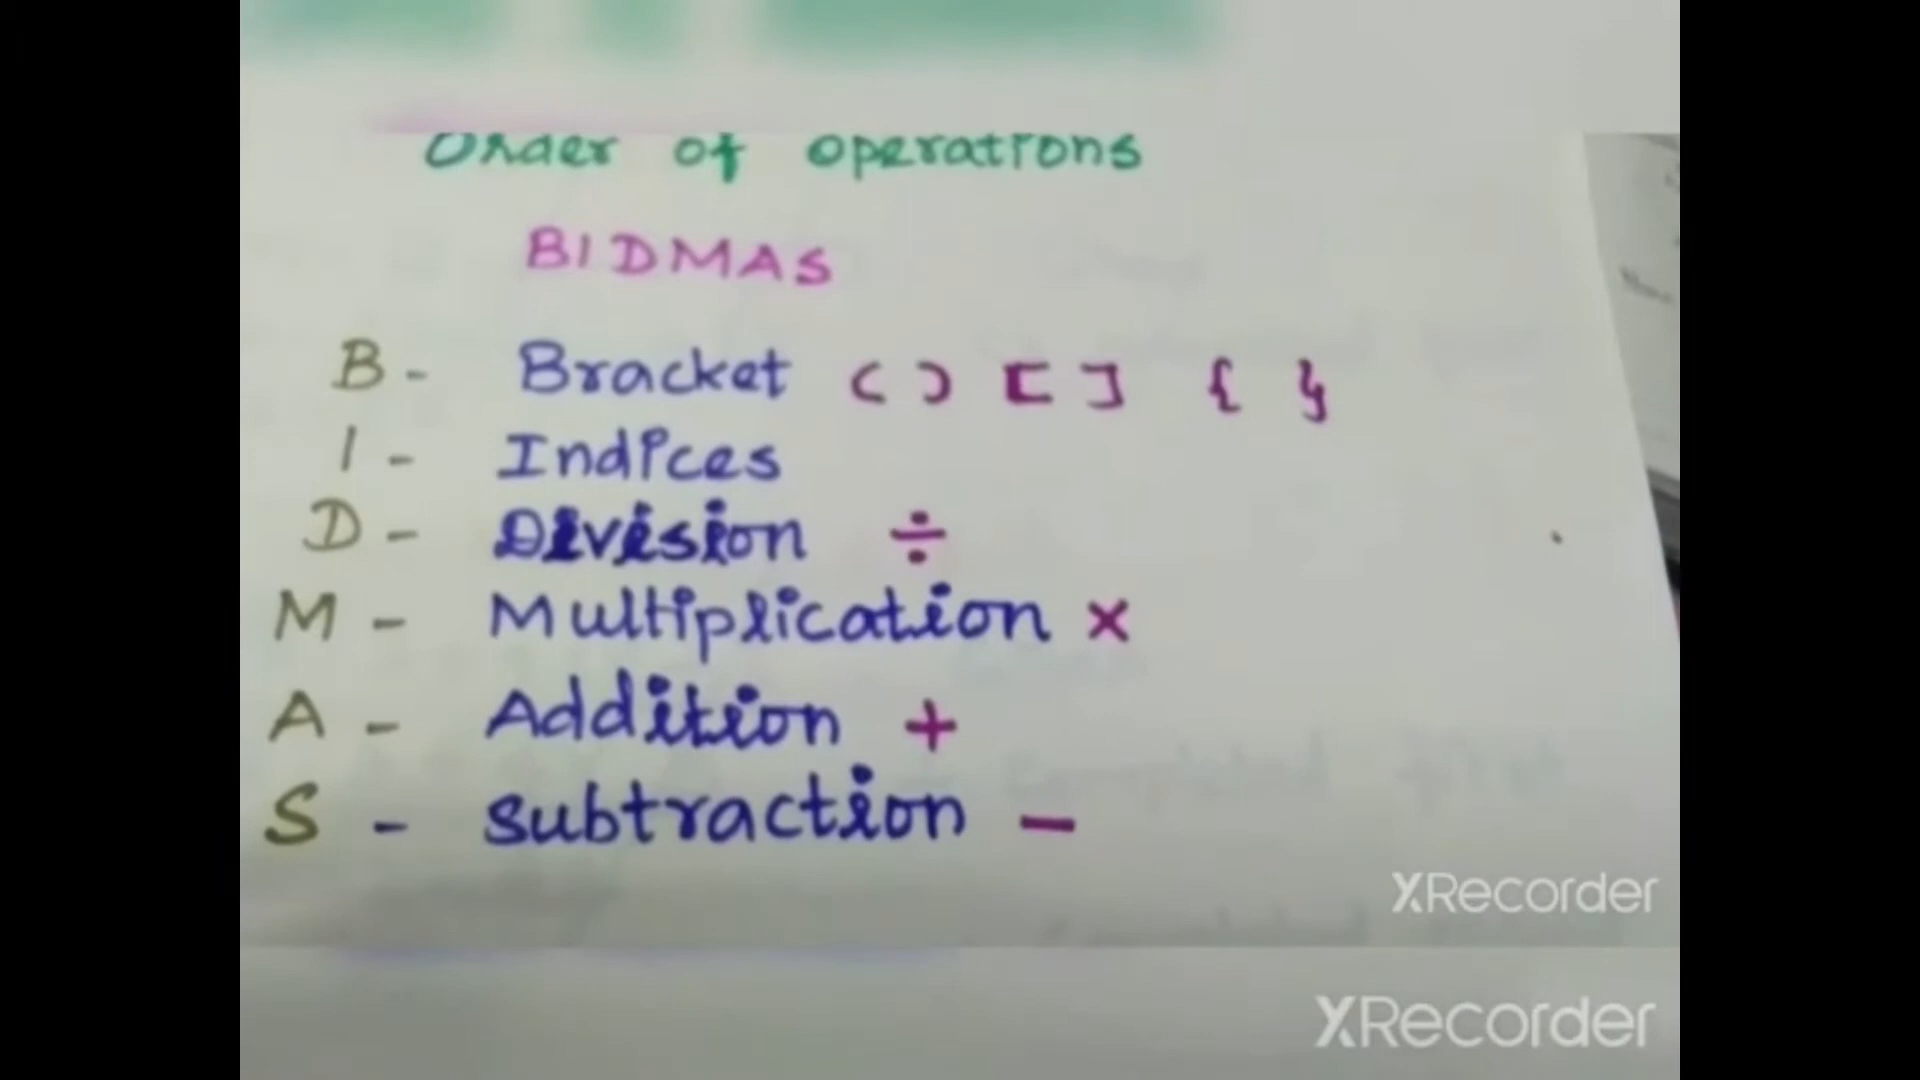 Order of operations
BIDMAS
B - Bracket ( ) [ ] { }
I - Indices
D - Division ÷
M - Multiplication ×
A - Addition +
S - subtraction -
XRecorder
XRecorder